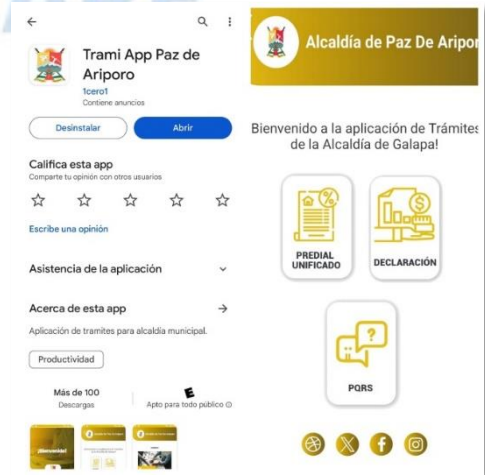 Trami App Paz de
Ariporo
1cero1
Contiene anuncios
Desinstalar
Abrir
Califica esta app
Comparte tu opinión con otros usuarios
Escribe una opinión
Asistencia de la aplicación
Acerca de esta app
Aplicación de tramites para alcaldía municipal.
Productividad
Más de 100
Descargas
E
Apto para todo público
¡Bienvenido!
Alcaldía de Paz De Aripor
Bienvenido a la aplicación de Trámites
de la Alcaldía de Galapa!
PREDIAL
UNIFICADO
DECLARACIÓN
PQRS